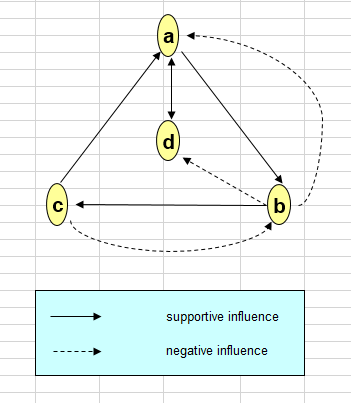 a
d
c
b
supportive influence
negative influence